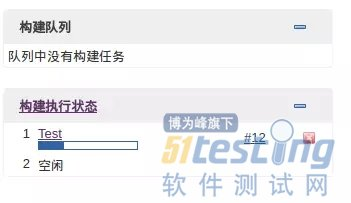 构建队列
队列中没有构建任务
构建执行状态
1 Test #12
2 空闲
博为峰旗下
51testing
软件测试网